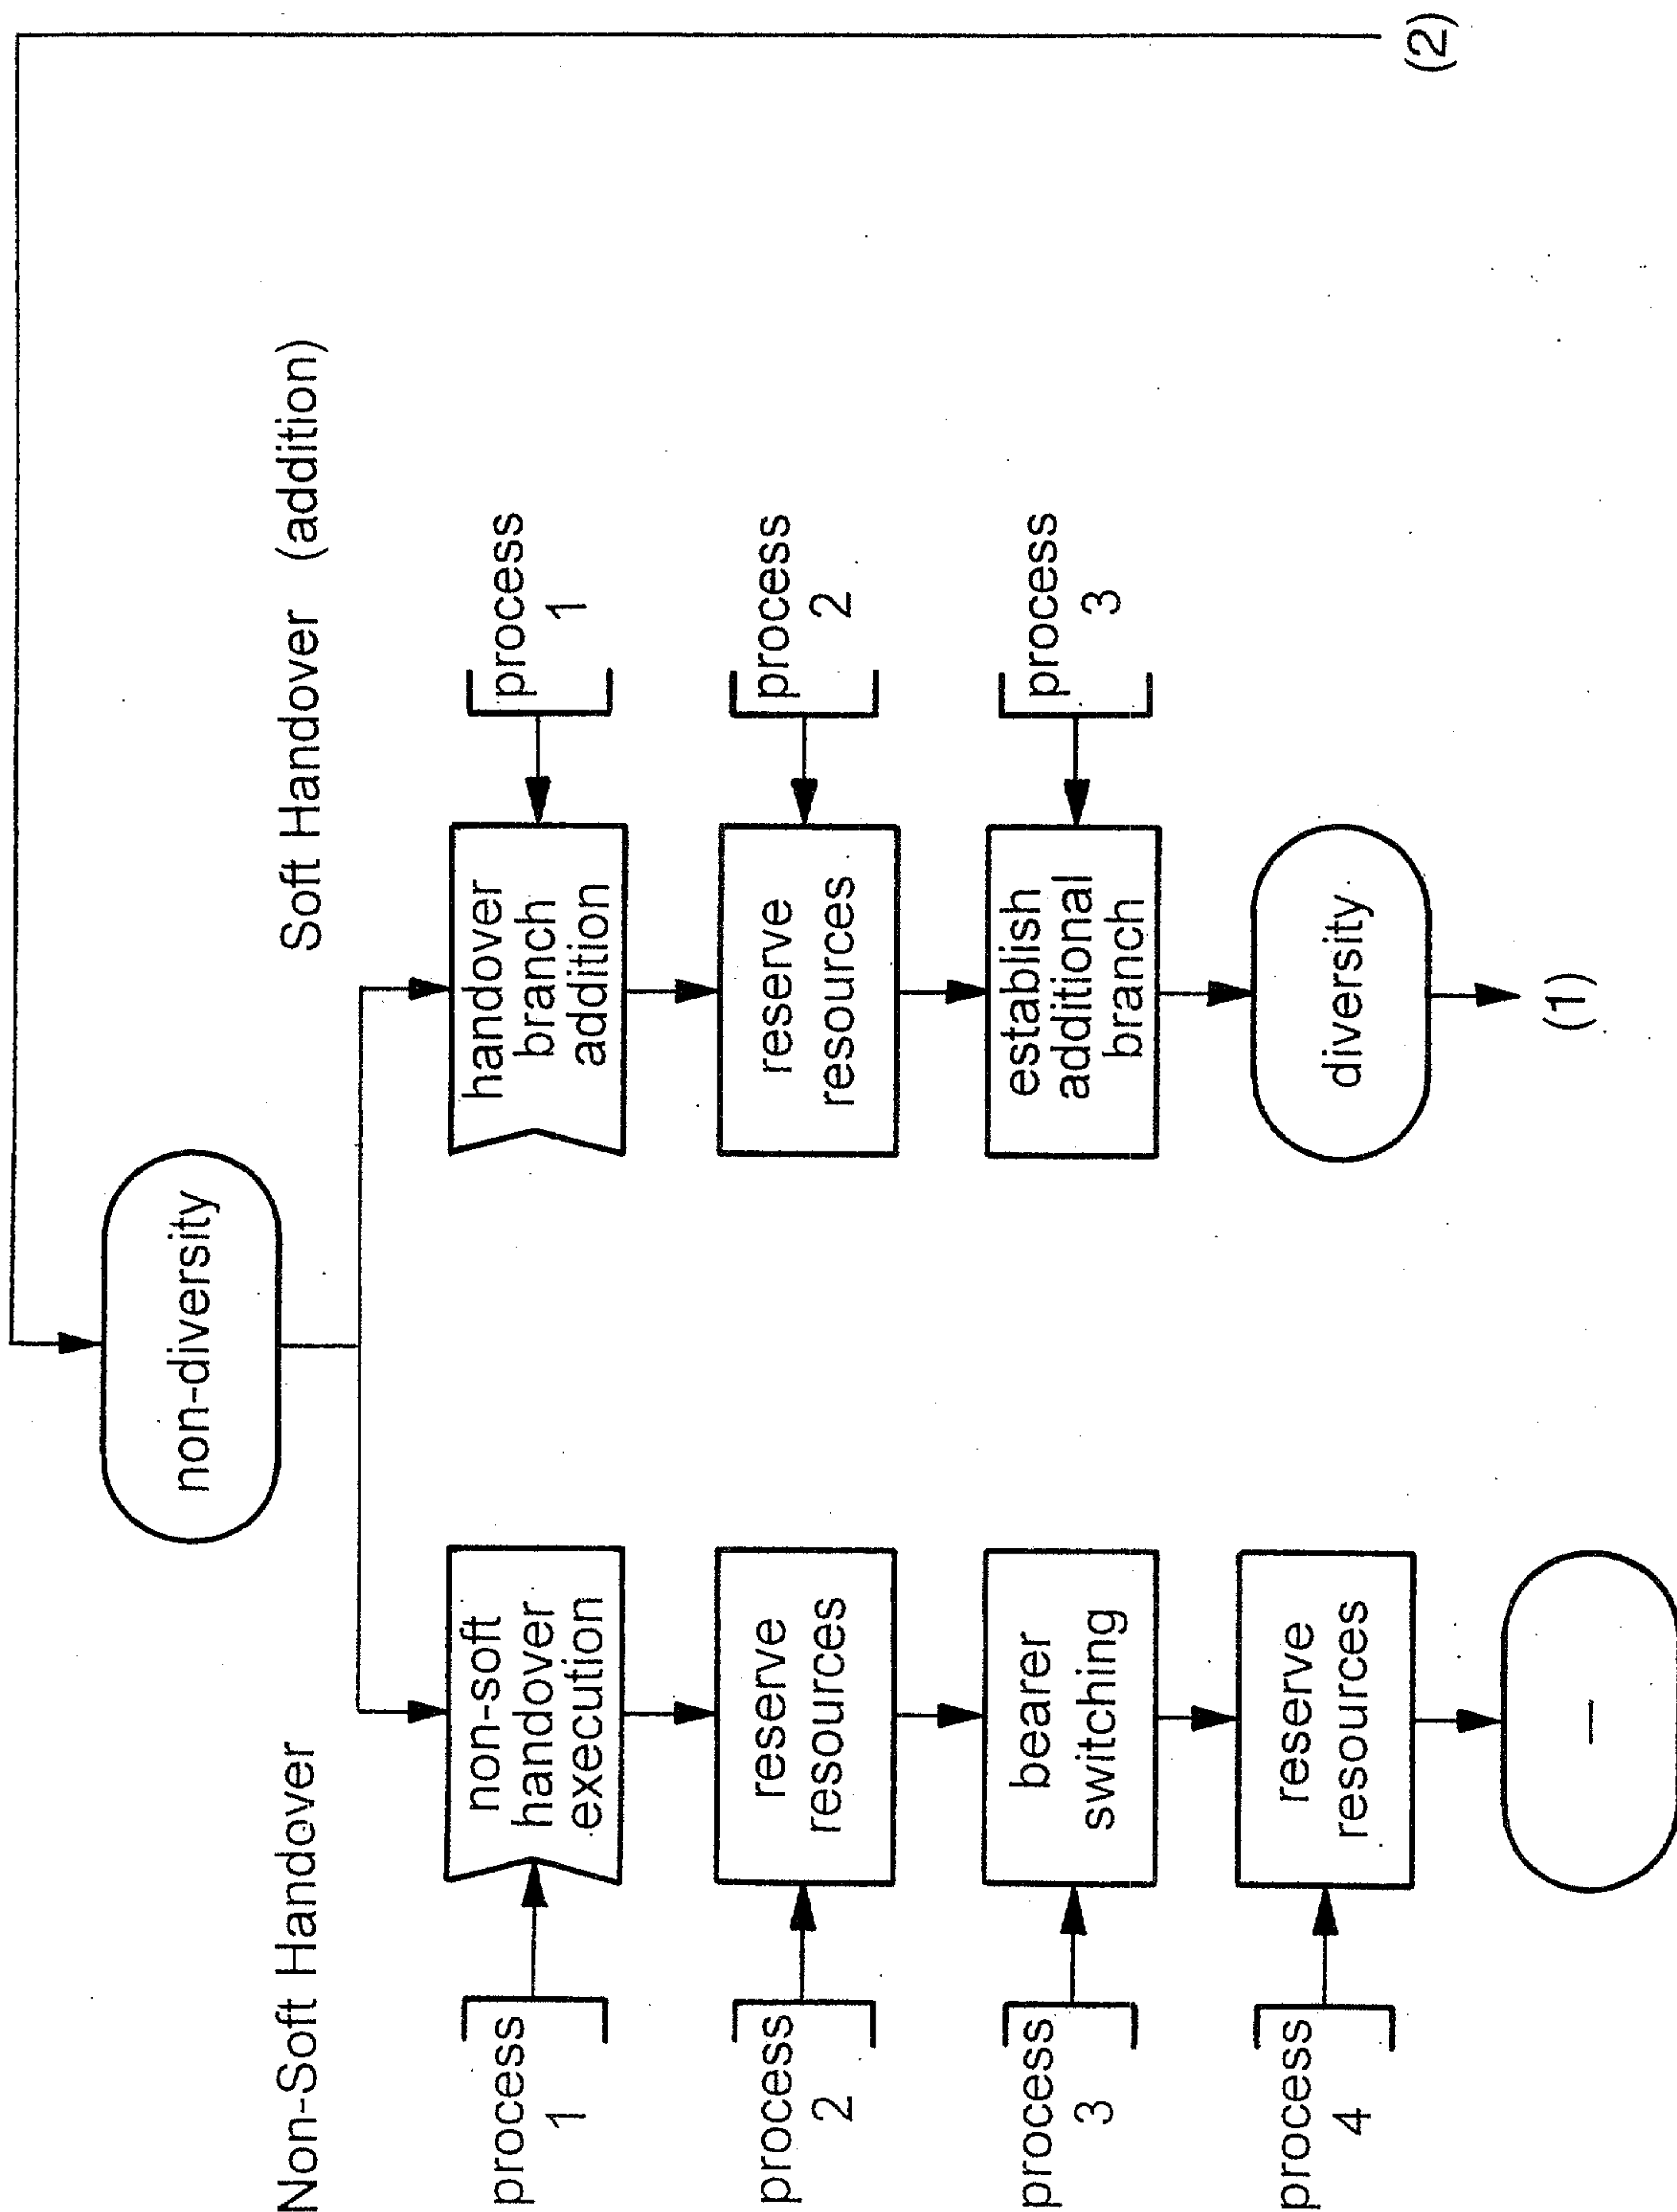 (2)
non-diversity
Non-Soft Handover
Soft Handover (addition)
process
1
non-soft
handover
execution
handover
branch
addition
process
1
process
2
reserve
resources
reserve
resources
process
2
process
3
bearer
switching
establish
additional
branch
process
3
process
4
reserve
resources
diversity
–
(1)